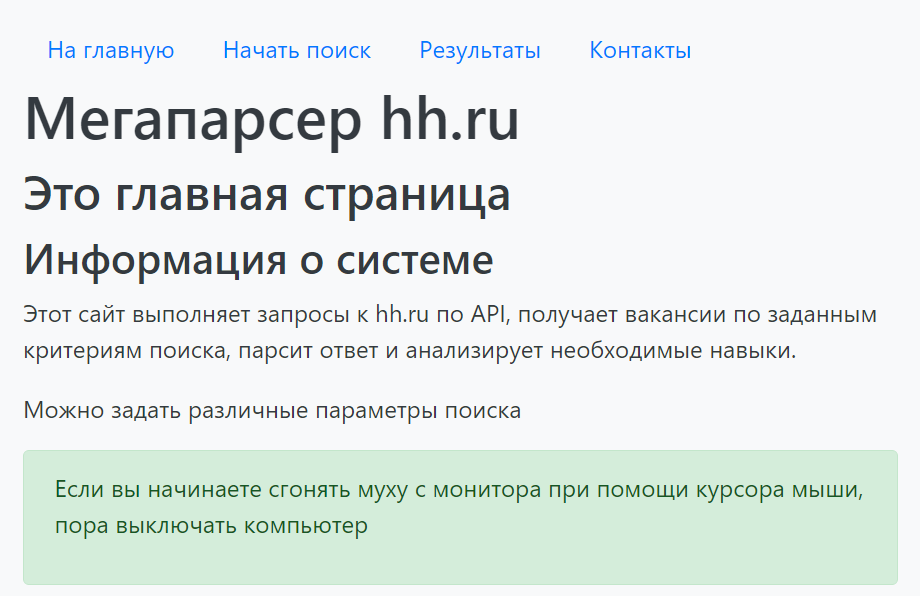 На главную Начать поиск Результаты Контакты
Мегапарсер hh.ru
Это главная страница
Информация о системе
Этот сайт выполняет запросы к hh.ru по API, получает вакансии по заданным
критериям поиска, парсит ответ и анализирует необходимые навыки.
Можно задать различные параметры поиска
Если вы начинаете сгонять муху с монитора при помощи курсора мыши,
пора выключать компьютер